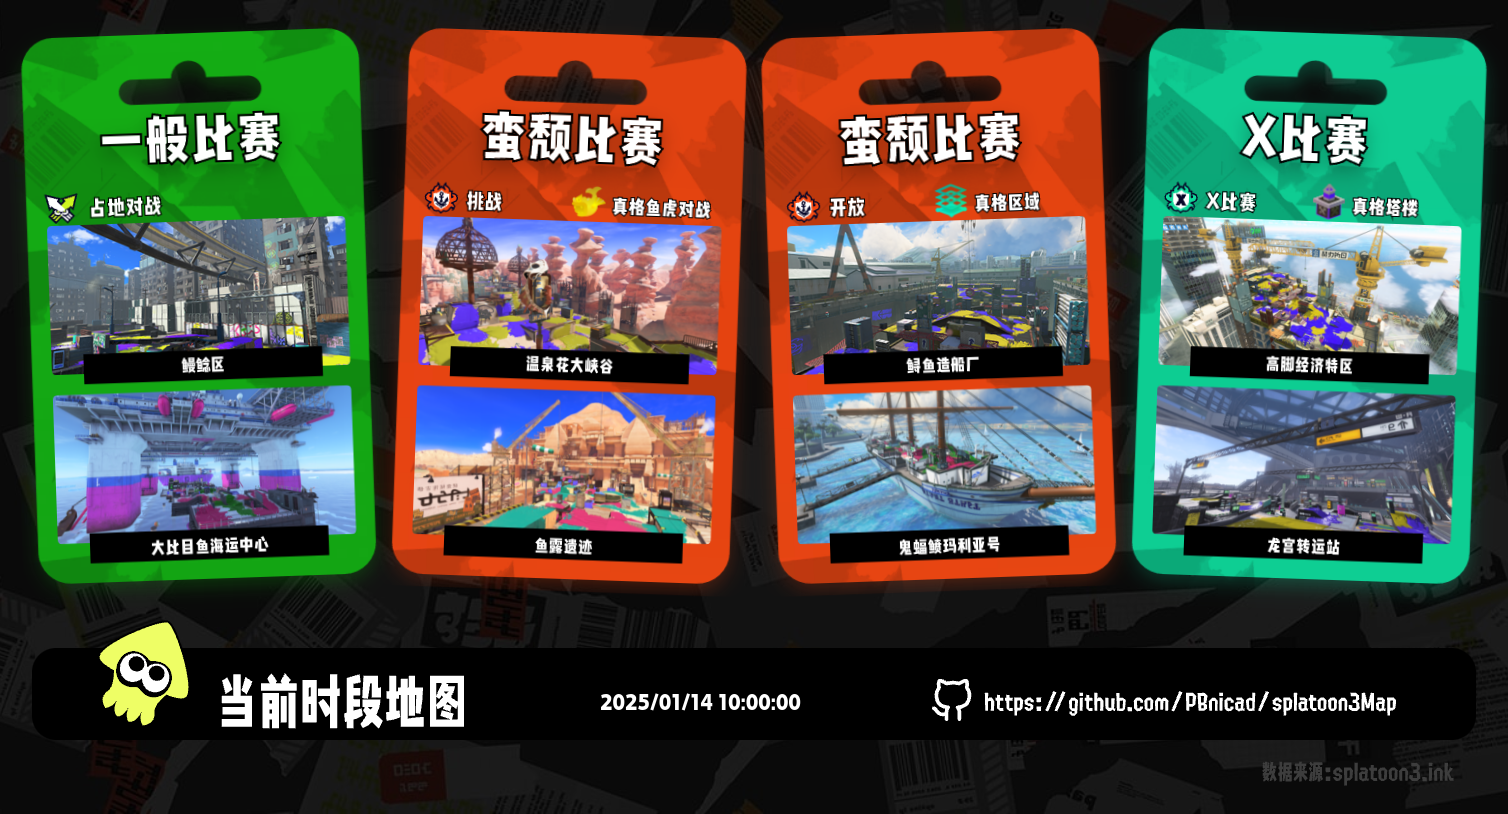 一般比赛
占地对战
鳗鲶区
大比目鱼海运中心
蛮颓比赛
挑战
真格鱼虎对战
温泉花大峡谷
鱼露遗迹
蛮颓比赛
开放
真格区域
鲟鱼造船厂
鬼蝠鲼玛利亚号
X比赛
X比赛
真格塔楼
高脚经济特区
龙宫转运站
当前时段地图
2025/01/14 10:00:00
https://github.com/PBnicad/splatoon3Map
数据来源:splatoon3.ink